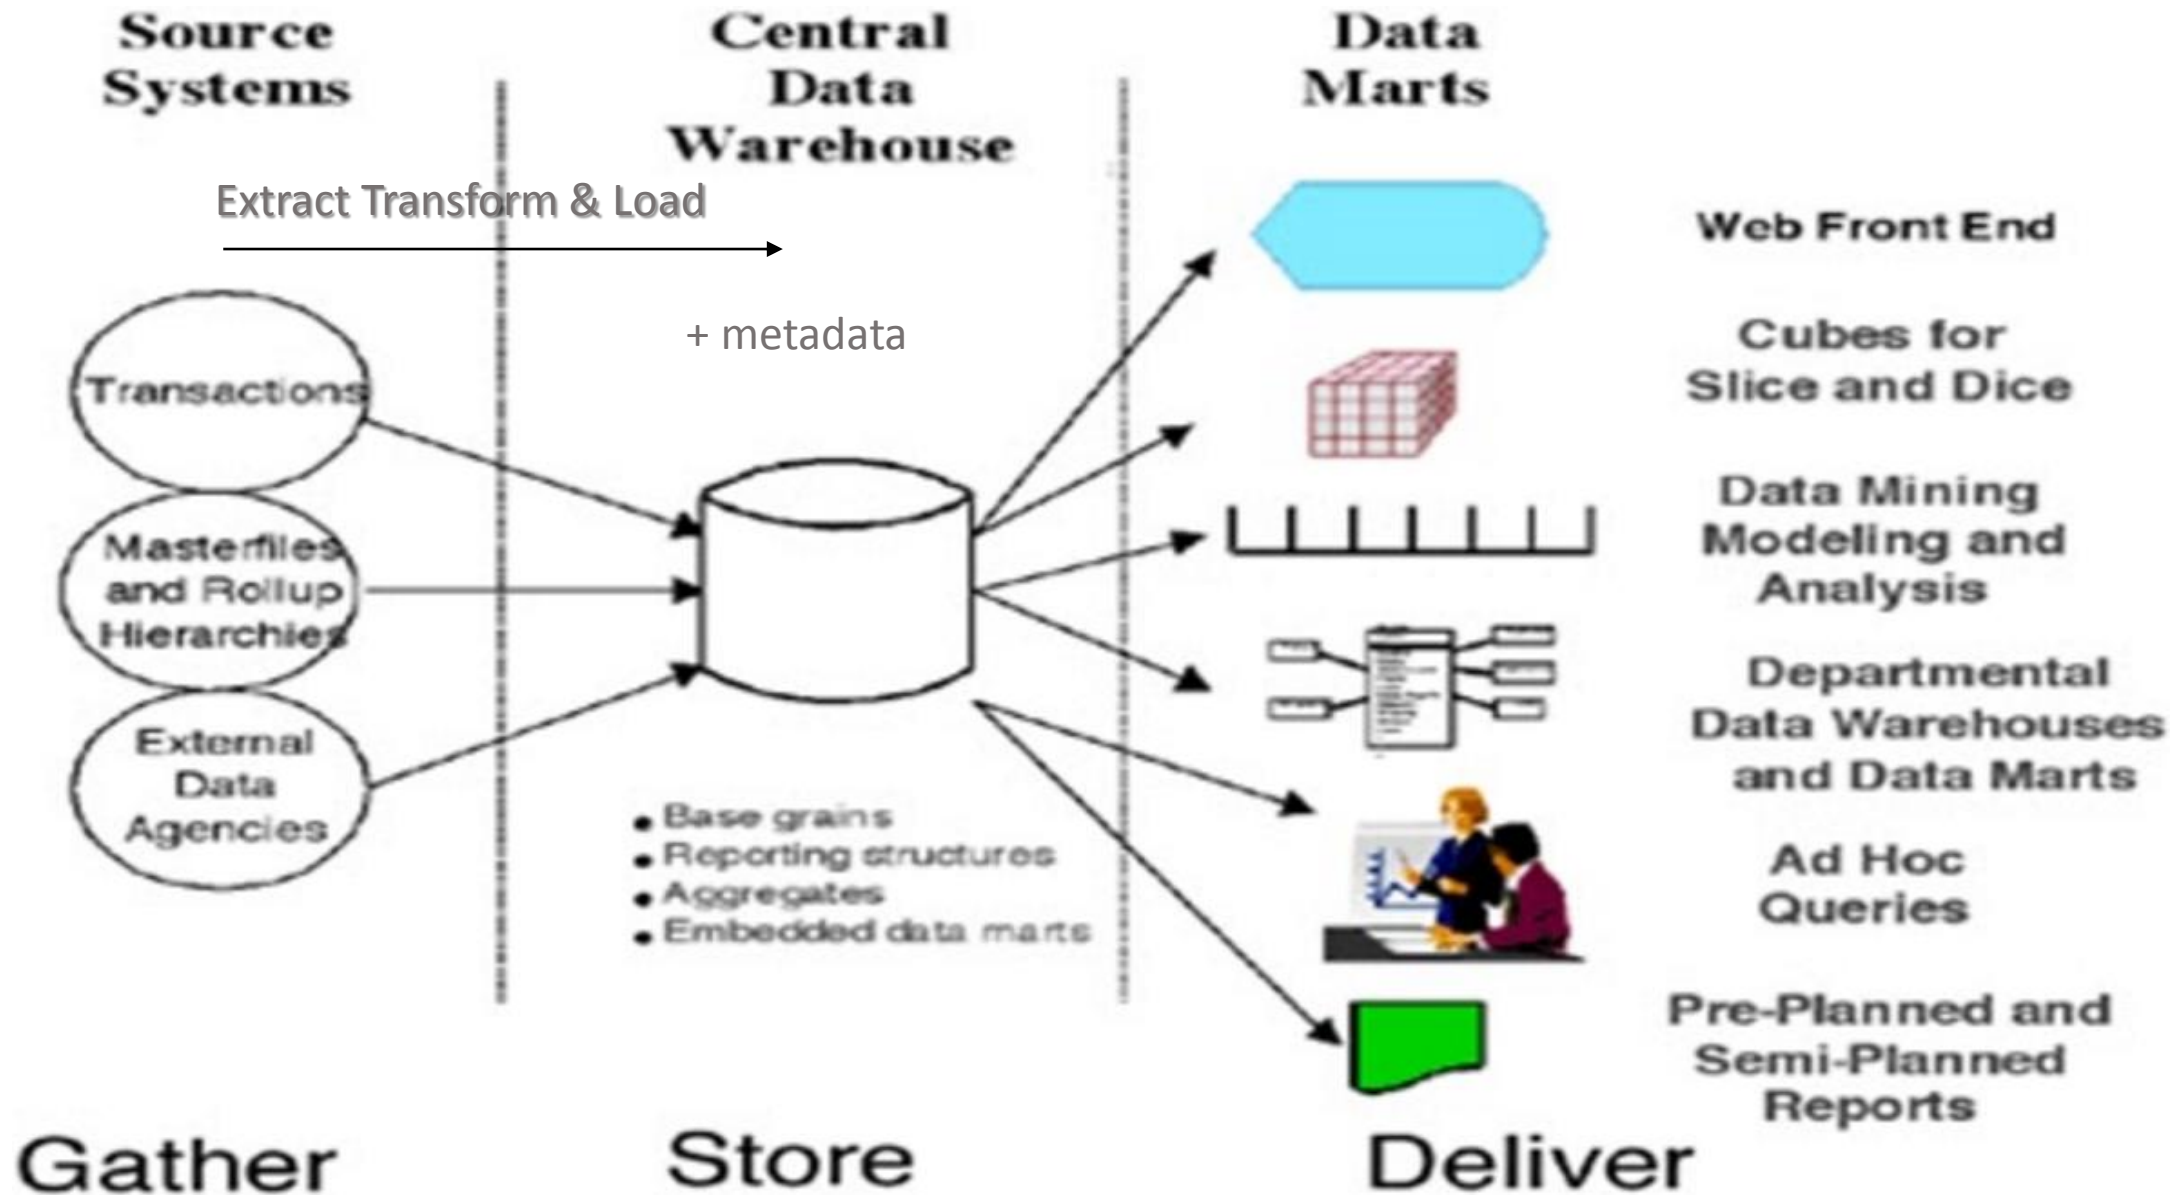 Source
Systems
Central
Data
Warehouse
Data
Marts
Extract Transform & Load
+ metadata
Transactions
Masterfiles
and Rollup
Hierarchies
External
Data
Agencies
Base grains
Reporting structures
Aggregates
Embedded data marts
Web Front End
Cubes for
Slice and Dice
Data Mining
Modeling and
Analysis
Departmental
Data Warehouses
and Data Marts
Ad Hoc
Queries
Pre-Planned and
Semi-Planned
Reports
Gather
Store
Deliver